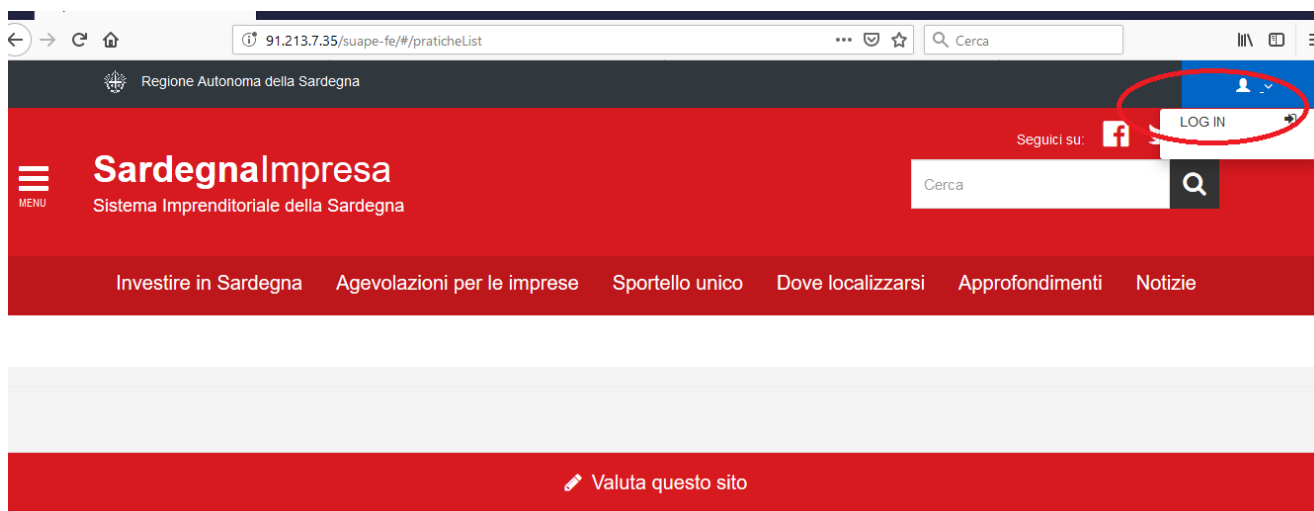 91.213.7.35/suape-fe/#/praticheList
Cerca
Regione Autonoma della Sardegna
LOG IN
Seguici su:
SardegnaImpresa
Cerca
MENU
Sistema Imprenditoriale della Sardegna
Investire in Sardegna Agevolazioni per le imprese Sportello unico Dove localizzarsi Approfondimenti Notizie
Valuta questo sito